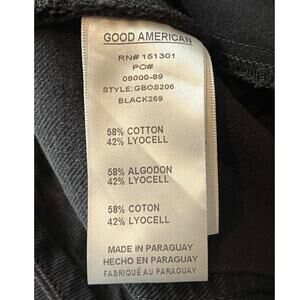 GOOD AMERICAN
RN# 151301
PO#
08000-89
STYLE:GBOS206
BLACK269
58% COTTON
42% LYOCELL
58% ALGODON
42% LYOCELL
58% COTON
42% LYOCELL
MADE IN PARAGUAY
HECHO EN PARAGUAY
FABRIQUÉ AU PARAGUAY